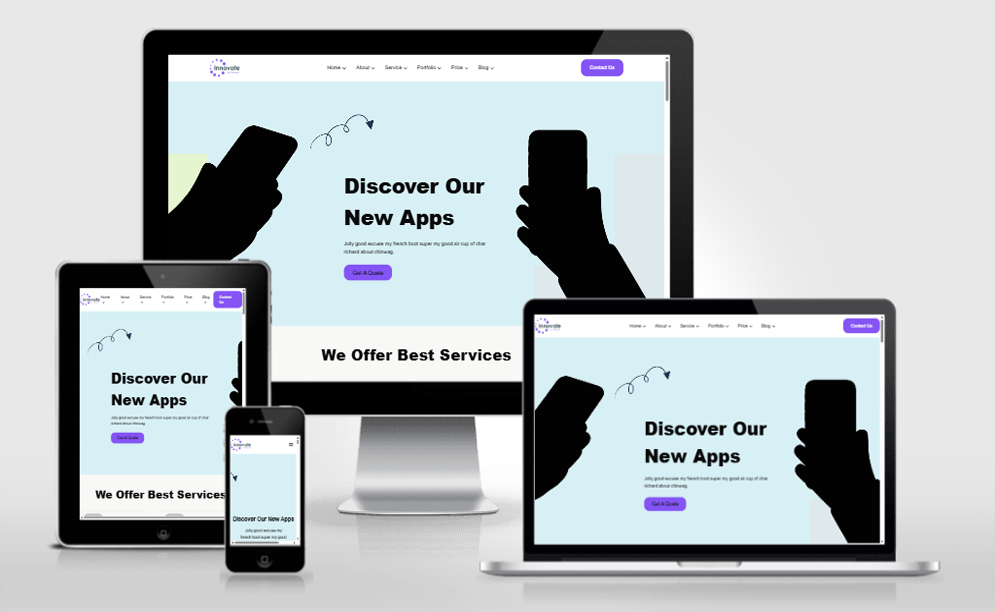 innovate
Home About Service Portfolio Price Blog
Contact Us
Discover Our
New Apps
Jolly good excuse my french boot super my good sir cup of char
richard about chinwag.
Get A Quote
We Offer Best Services
innovate
Home About Service Portfolio Price Blog
Contact
Us
Discover Our
New Apps
Jolly good excuse my french boot super my good sir cup of char
richard about chinwag.
Get A Quote
We Offer Best Services
innovate
Discover Our New Apps
Jolly good excuse my
french boot super my good
innovate
Home About Service Portfolio Price Blog
Contact Us
Discover Our
New Apps
Jolly good excuse my french boot super my good sir cup of char
richard about chinwag.
Get A Quote